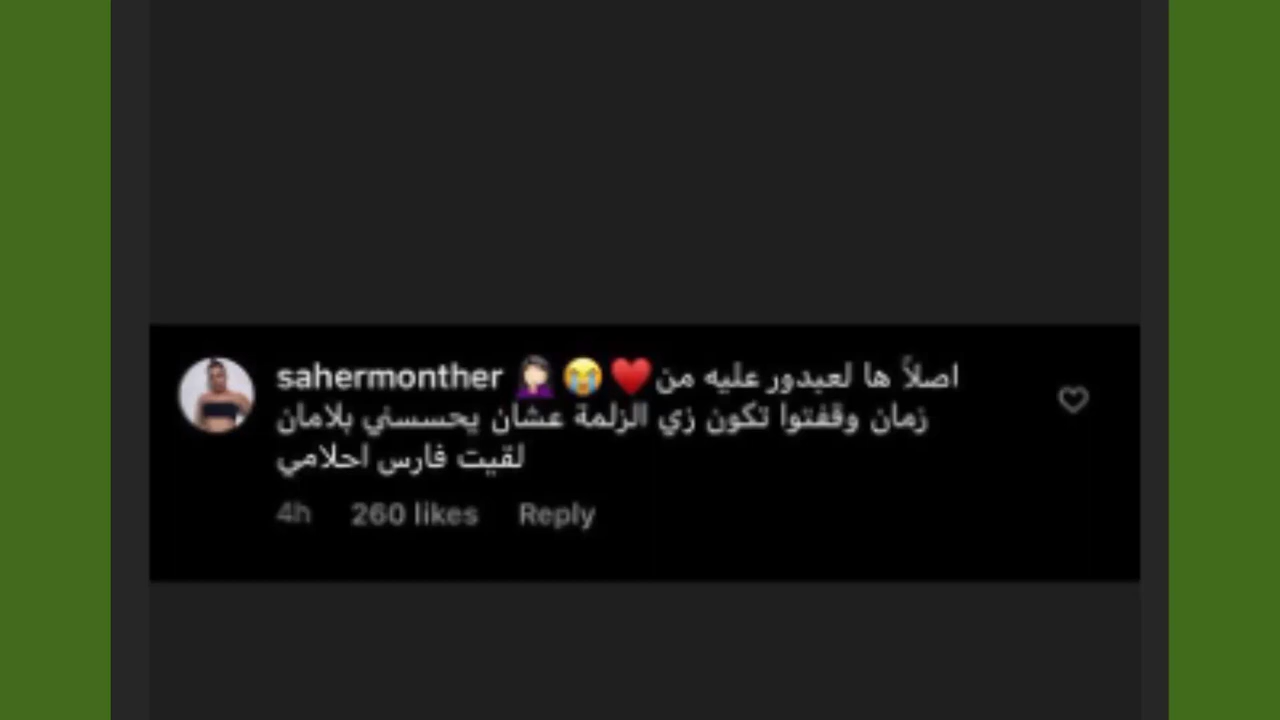 sahermonther 🤦🏻‍♀️😭❤️ اصلاً ها لعبدور عليه من
زمان وقفتوا تكون زي الزلمة عشان يحسسني بلامان
لقيت فارس احلامي
4h 260 likes Reply